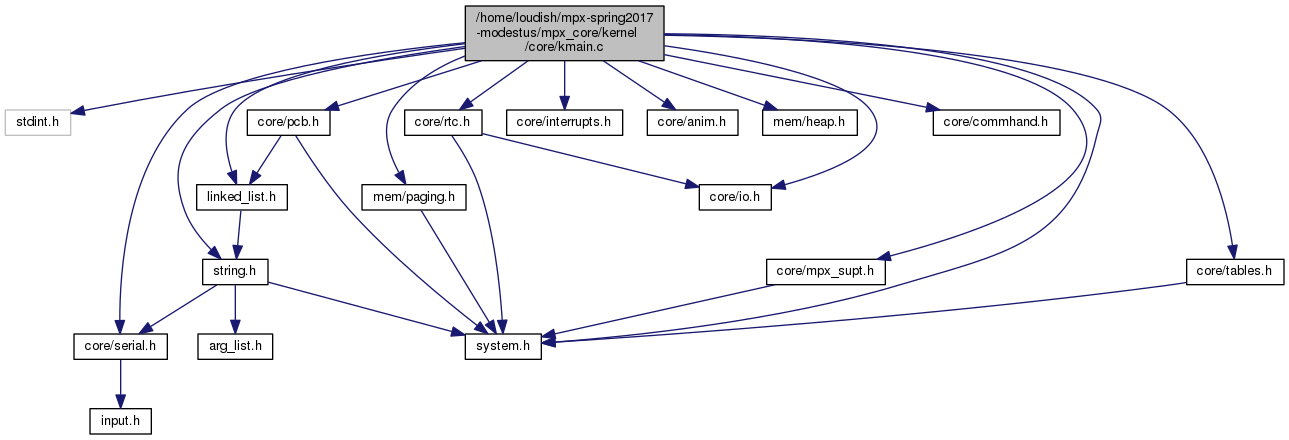 /home/loudish/mpx-spring2017
-modestus/mpx_core/kernel
/core/kmain.c
stdint.h
core/pcb.h
core/rtc.h
core/interrupts.h
core/anim.h
mem/heap.h
core/commhand.h
linked_list.h
mem/paging.h
core/io.h
string.h
core/mpx_supt.h
core/tables.h
core/serial.h
arg_list.h
system.h
input.h